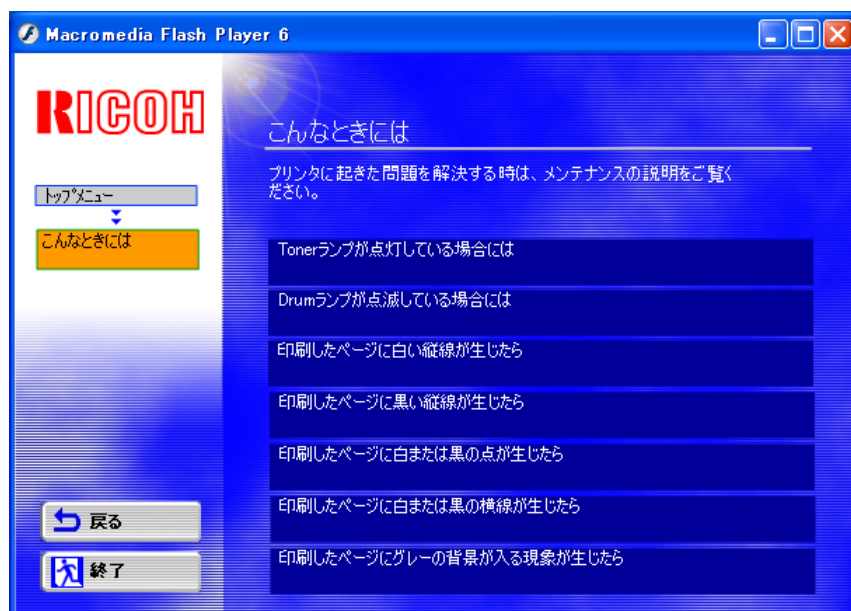 Macromedia Flash Player 6
RICOH
トップメニュー
こんなときには
戻る
終了
こんなときには
プリンタに起きた問題を解決する時は、メンテナンスの説明をご覧く
ださい。
Tonerランプが点灯している場合には
Drumランプが点滅している場合には
印刷したページに白い縦線が生じたら
印刷したページに黒い縦線が生じたら
印刷したページに白または黒の点が生じたら
印刷したページに白または黒の横線が生じたら
印刷したページにグレーの背景が入る現象が生じたら